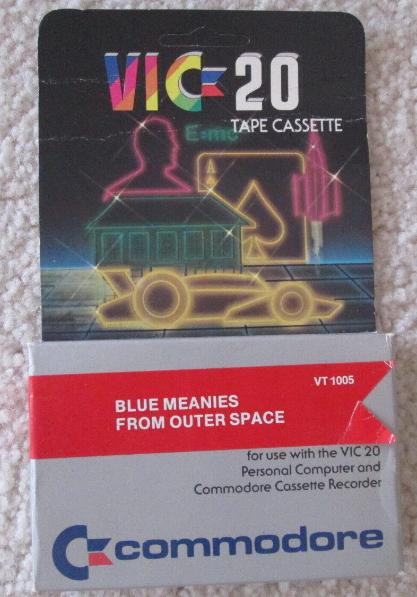 VIC 20
TAPE CASSETTE
E=mc
A
VT 1005
BLUE MEANIES
FROM OUTER SPACE
for use with the VIC 20
Personal Computer and
Commodore Cassette Recorder
commodore